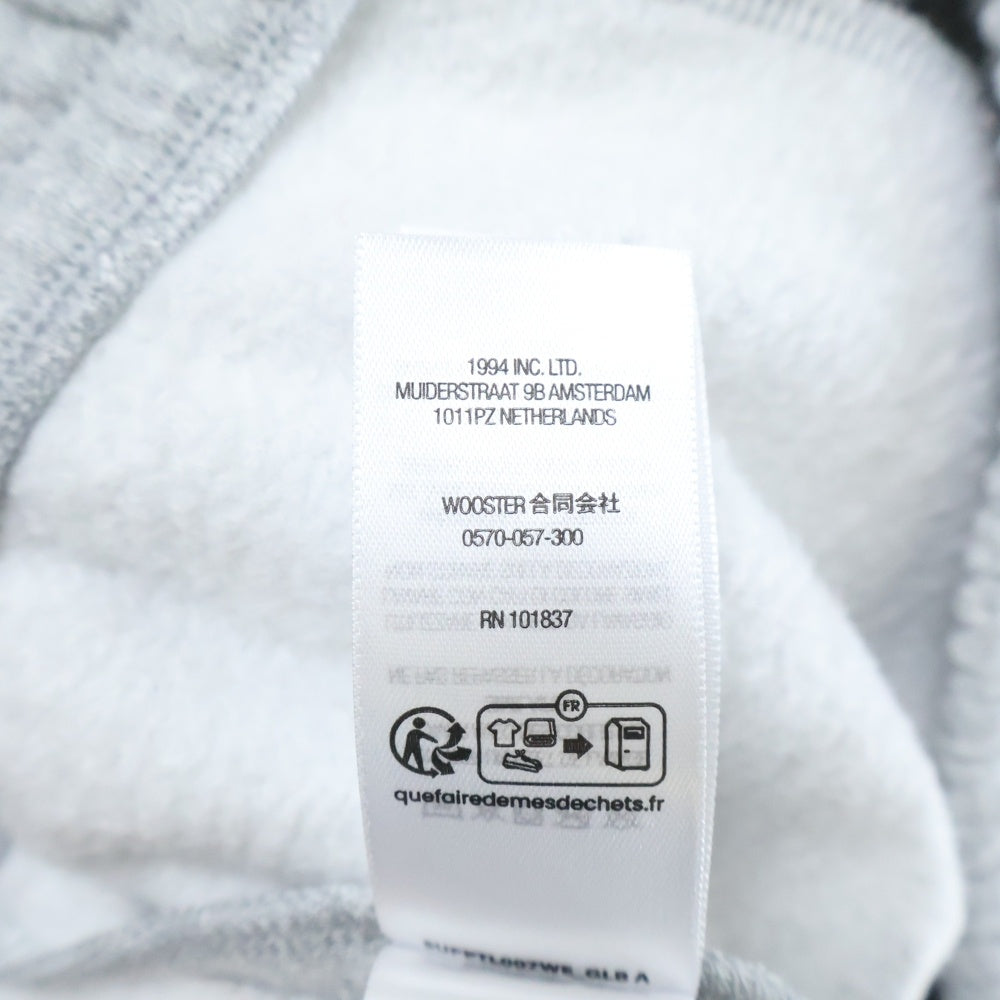 1994 INC. LTD.
MUIDERSTRAAT 9B AMSTERDAM
1011PZ NETHERLANDS
WOOSTER 合同会社
0570-057-300
RN 101837
FR
quefairedemesdechets.fr